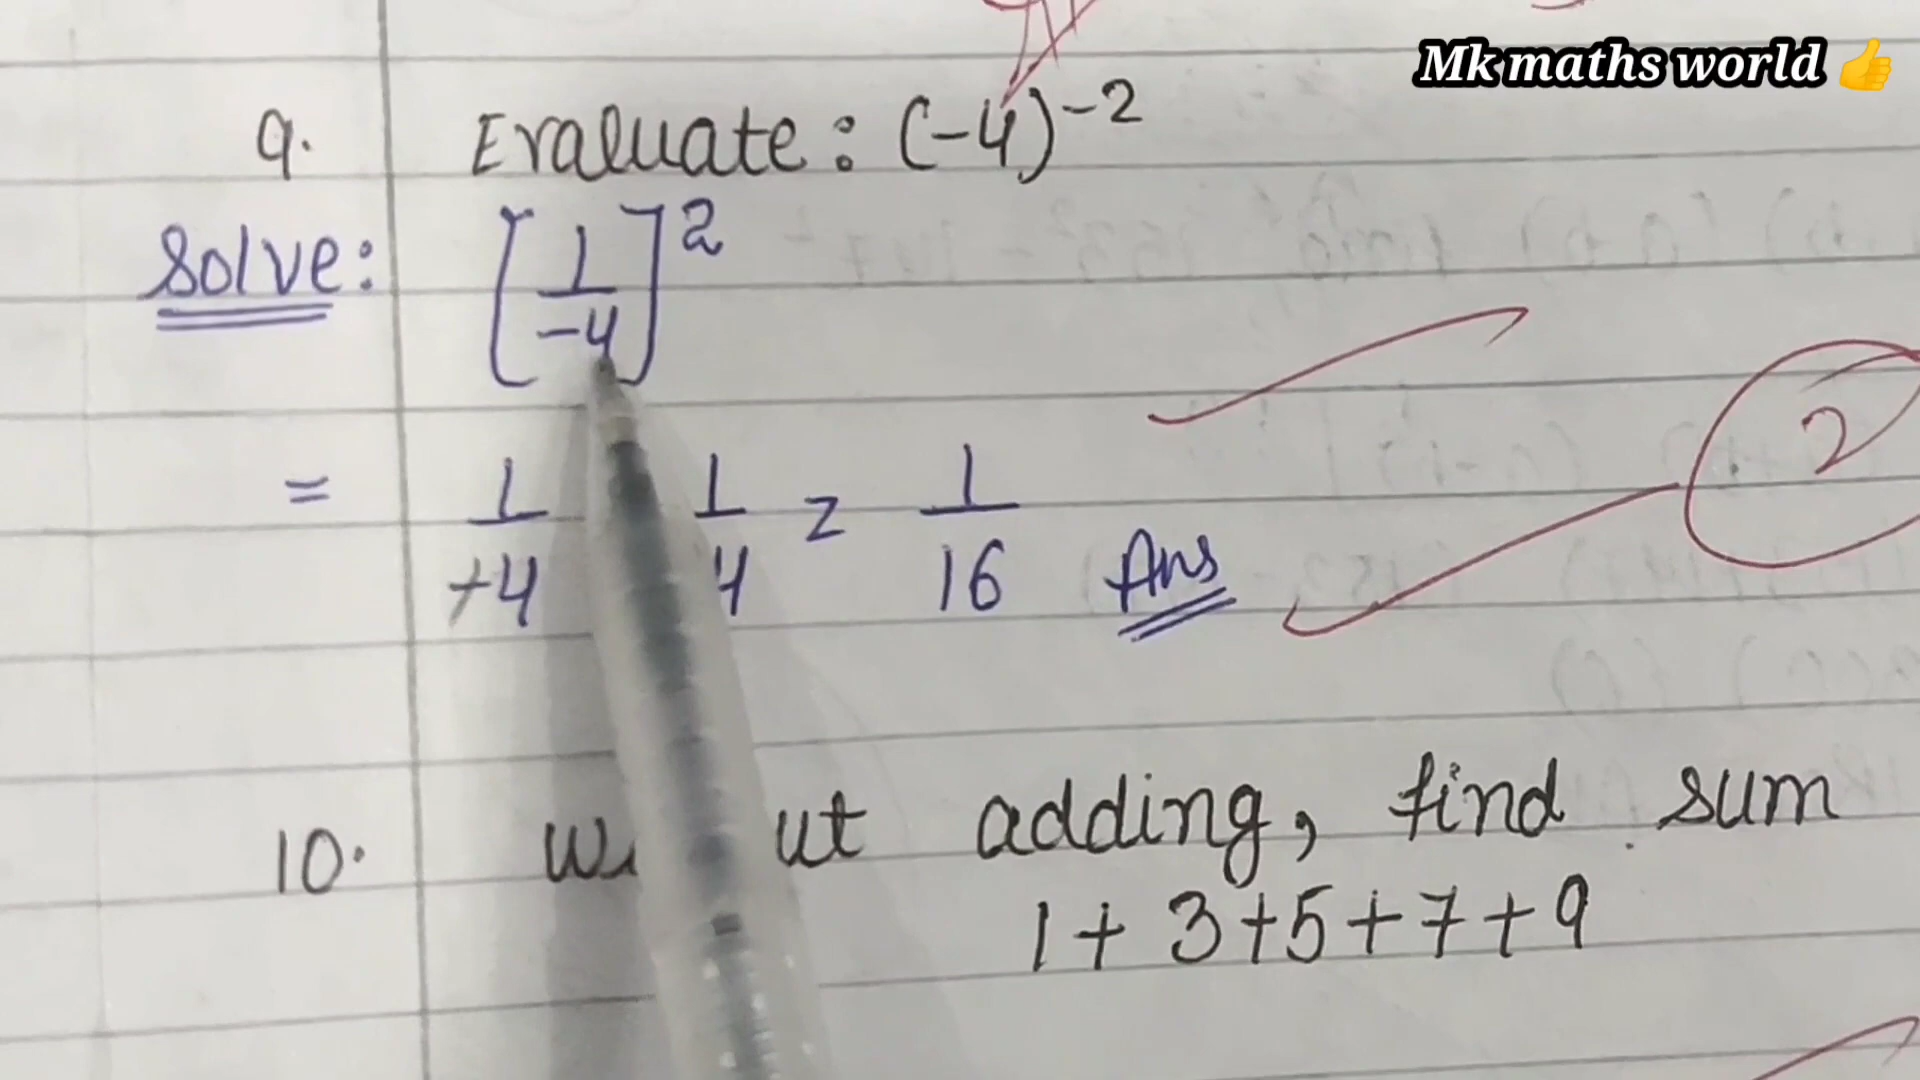 Mk maths world 👍
9. Evaluate: (-4)^-2
Solve: [1/-4]^2
= 1/+4 1/4 = 1/16 Ans
2
10. ut adding, find sum
1 + 3 + 5 + 7 + 9